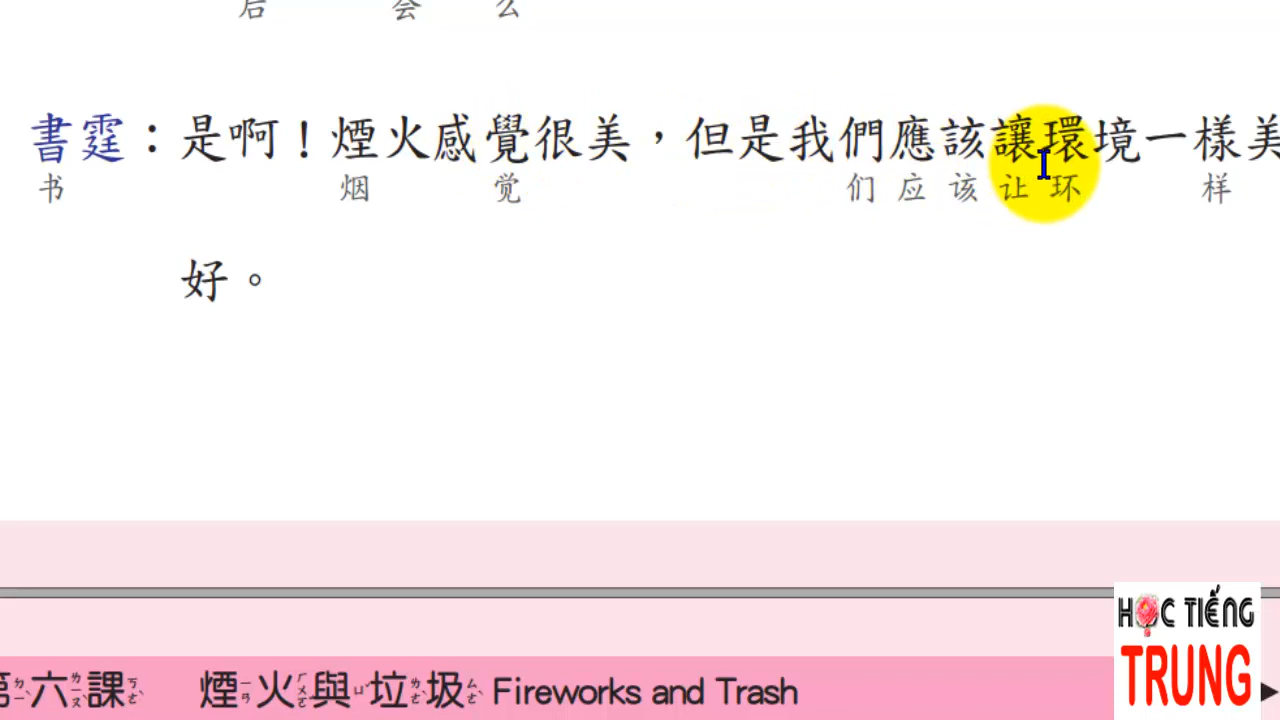 后 会 么
書霆：是啊！煙火感覺很美，但是我們應該讓環境一樣美
书 烟 觉 们 应 该 让 环 样
好。
第六課 煙火與垃圾 Fireworks and Trash
HỌC TIẾNG
TRUNG